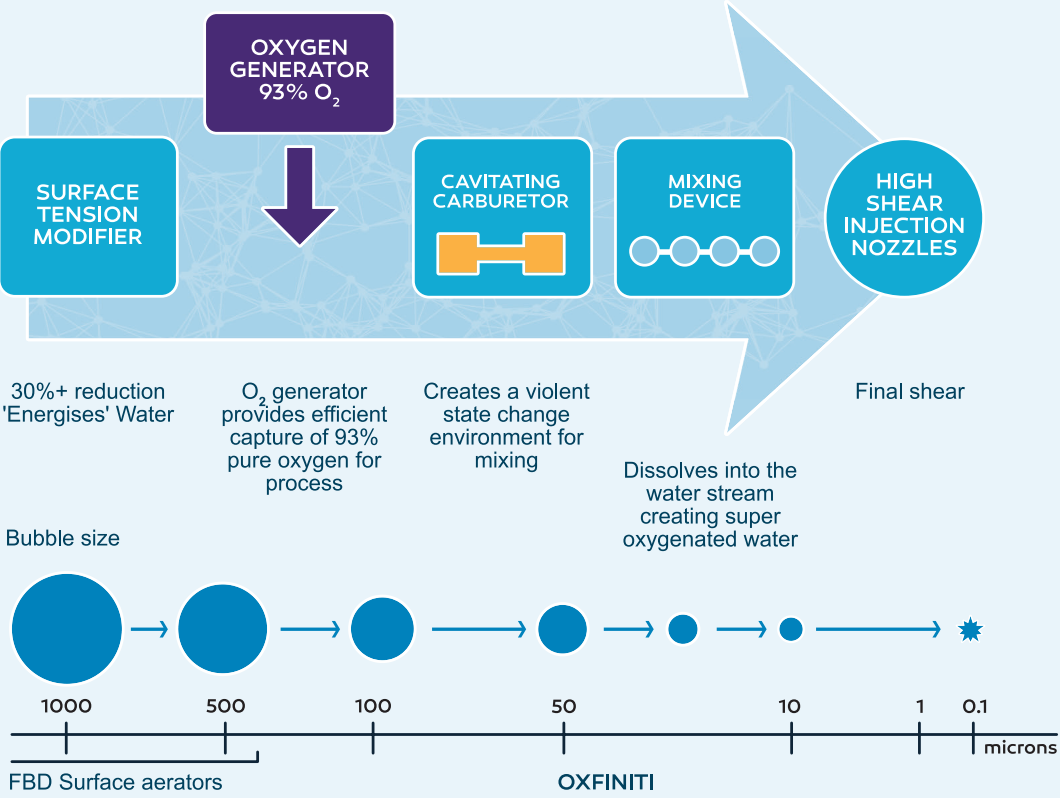 OXYGEN
GENERATOR
93% O₂
SURFACE
TENSION
MODIFIER
CAVITATING
CARBURETOR
MIXING
DEVICE
HIGH
SHEAR
INJECTION
NOZZLES
30%+ reduction
'Energises' Water
O₂ generator
provides efficient
capture of 93%
pure oxygen for
process
Creates a violent
state change
environment for
mixing
Dissolves into the
water stream
creating super
oxygenated water
Final shear
Bubble size
1000 500 100 50 10 1 0.1
microns
FBD Surface aerators
OXFINITI